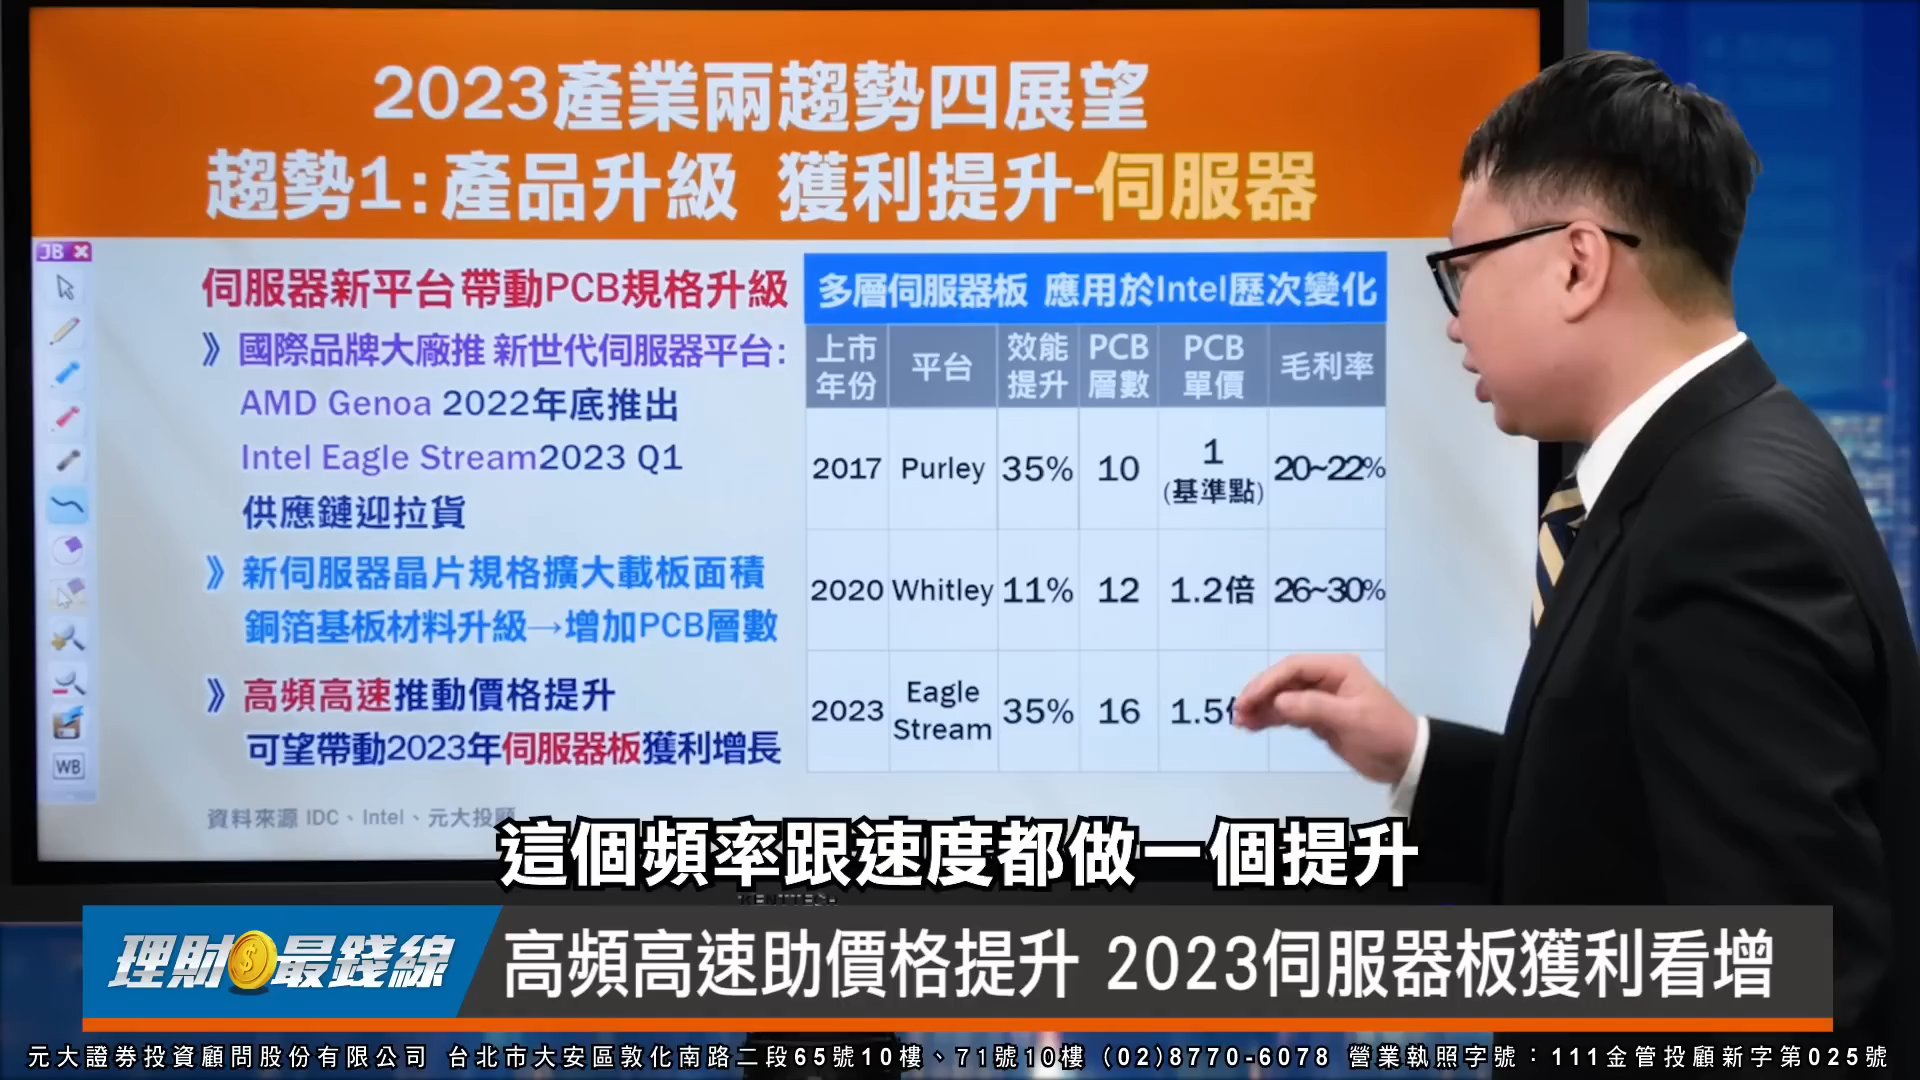 2023產業兩趨勢四展望
趨勢1:產品升級 獲利提升-伺服器
JB
伺服器新平台帶動PCB規格升級
》國際品牌大廠推 新世代伺服器平台:
AMD Genoa 2022年底推出
Intel Eagle Stream2023 Q1
供應鏈迎拉貨
》新伺服器晶片規格擴大載板面積
銅箔基板材料升級→增加PCB層數
》高頻高速推動價格提升
可望帶動2023年伺服器板獲利增長
WB
資料來源 IDC、Intel、元大投顧
多層伺服器板 應用於Intel歷次變化
上市年份 平台 效能提升 PCB層數 PCB單價 毛利率
2017 Purley 35% 10 1(基準點) 20~22%
2020 Whitley 11% 12 1.2倍 26~30%
2023 Eagle Stream 35% 16 1.5
這個頻率跟速度都做一個提升
KENTTECH
理財最錢線
高頻高速助價格提升 2023伺服器板獲利看增
元大證券投資顧問股份有限公司 台北市大安區敦化南路二段65號10樓、71號10樓 (02)8770-6078 營業執照字號:111金管投顧新字第025號